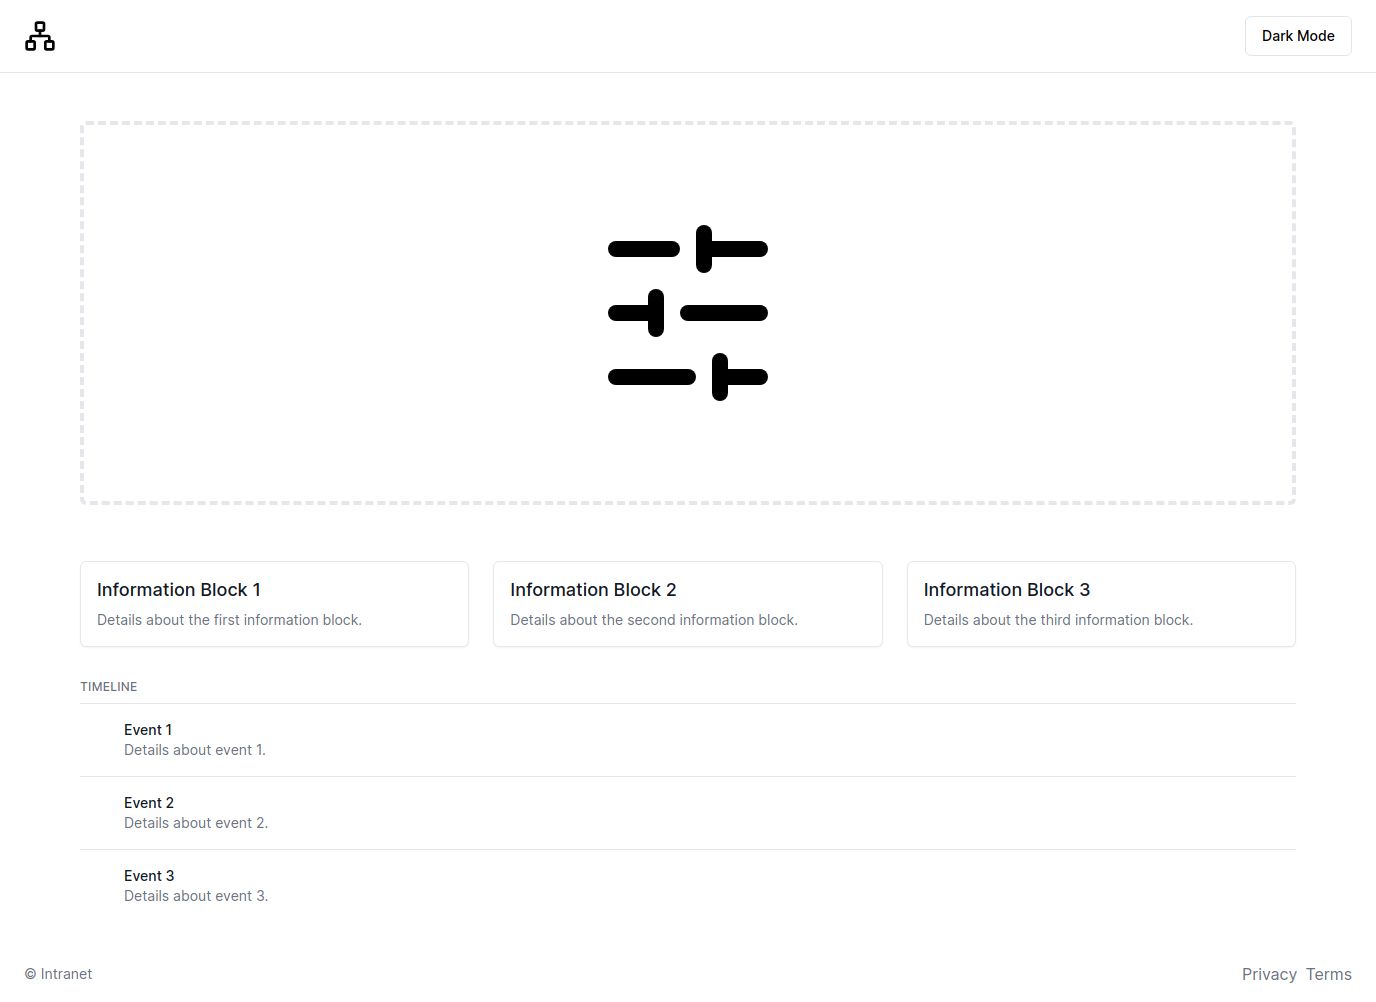 Dark Mode
Information Block 1
Details about the first information block.
Information Block 2
Details about the second information block.
Information Block 3
Details about the third information block.
TIMELINE
Event 1
Details about event 1.
Event 2
Details about event 2.
Event 3
Details about event 3.
© Intranet
Privacy Terms